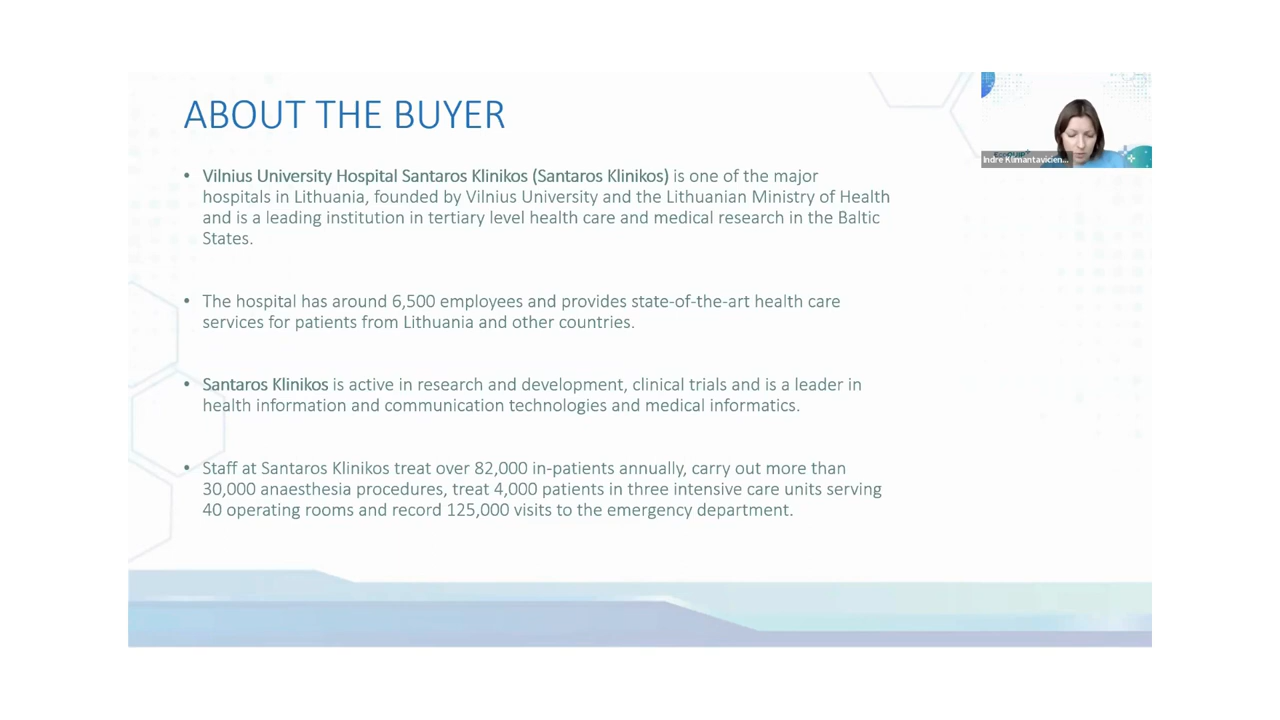 ABOUT THE BUYER
• Vilnius University Hospital Santaros Klinikos (Santaros Klinikos) is one of the major
hospitals in Lithuania, founded by Vilnius University and the Lithuanian Ministry of Health
and is a leading institution in tertiary level health care and medical research in the Baltic
States.
• The hospital has around 6,500 employees and provides state-of-the-art health care
services for patients from Lithuania and other countries.
• Santaros Klinikos is active in research and development, clinical trials and is a leader in
health information and communication technologies and medical informatics.
• Staff at Santaros Klinikos treat over 82,000 in-patients annually, carry out more than
30,000 anaesthesia procedures, treat 4,000 patients in three intensive care units serving
40 operating rooms and record 125,000 visits to the emergency department.
Indre Klimantavicien...